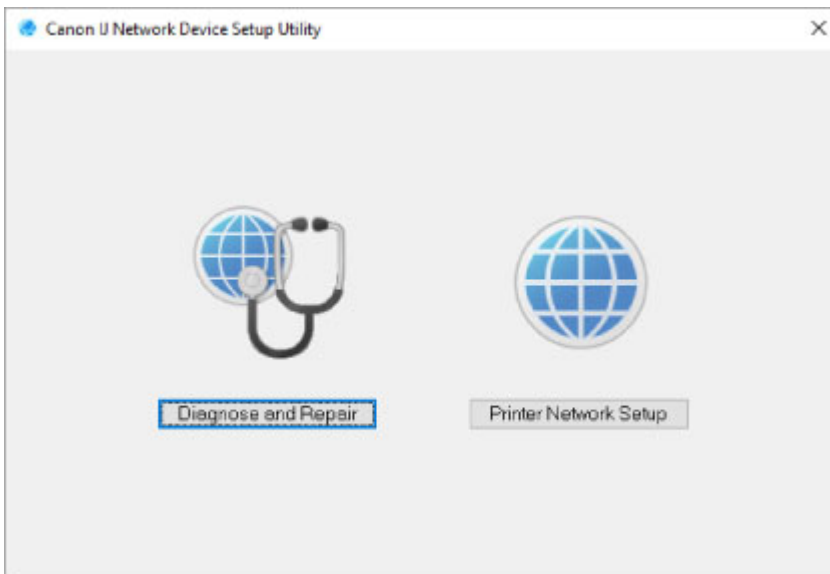 Canon IJ Network Device Setup Utility
Diagnose and Repair
Printer Network Setup